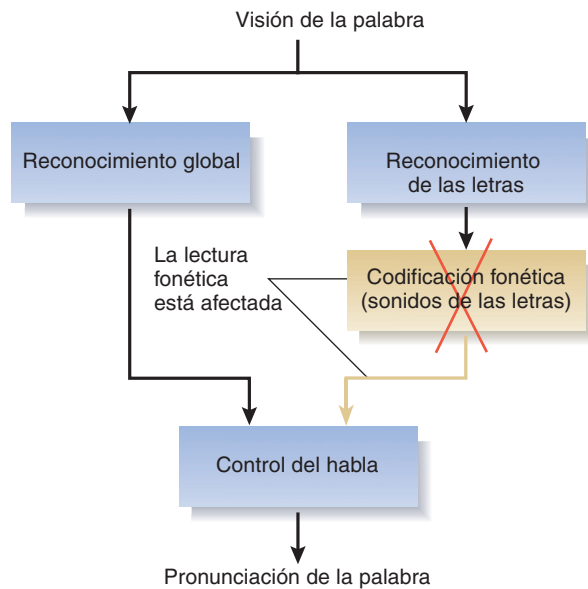 Visión de la palabra
Reconocimiento global
Reconocimiento
de las letras
La lectura
fonética
está afectada
Codificación fonética
(sonidos de las letras)
Control del habla
Pronunciación de la palabra